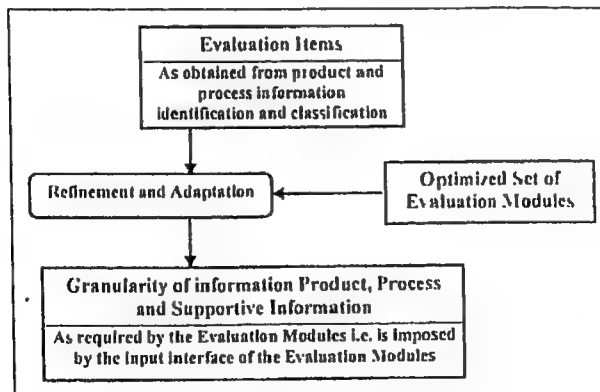 Evaluation Items
As obtained from product and
process information
identification and classification
Refinement and Adaptation
Optimized Set of
Evaluation Modules
Granularity of information Product, Process
and Supportive Information
As required by the Evaluation Modules i.e. is imposed
by the input interface of the Evaluation Modules